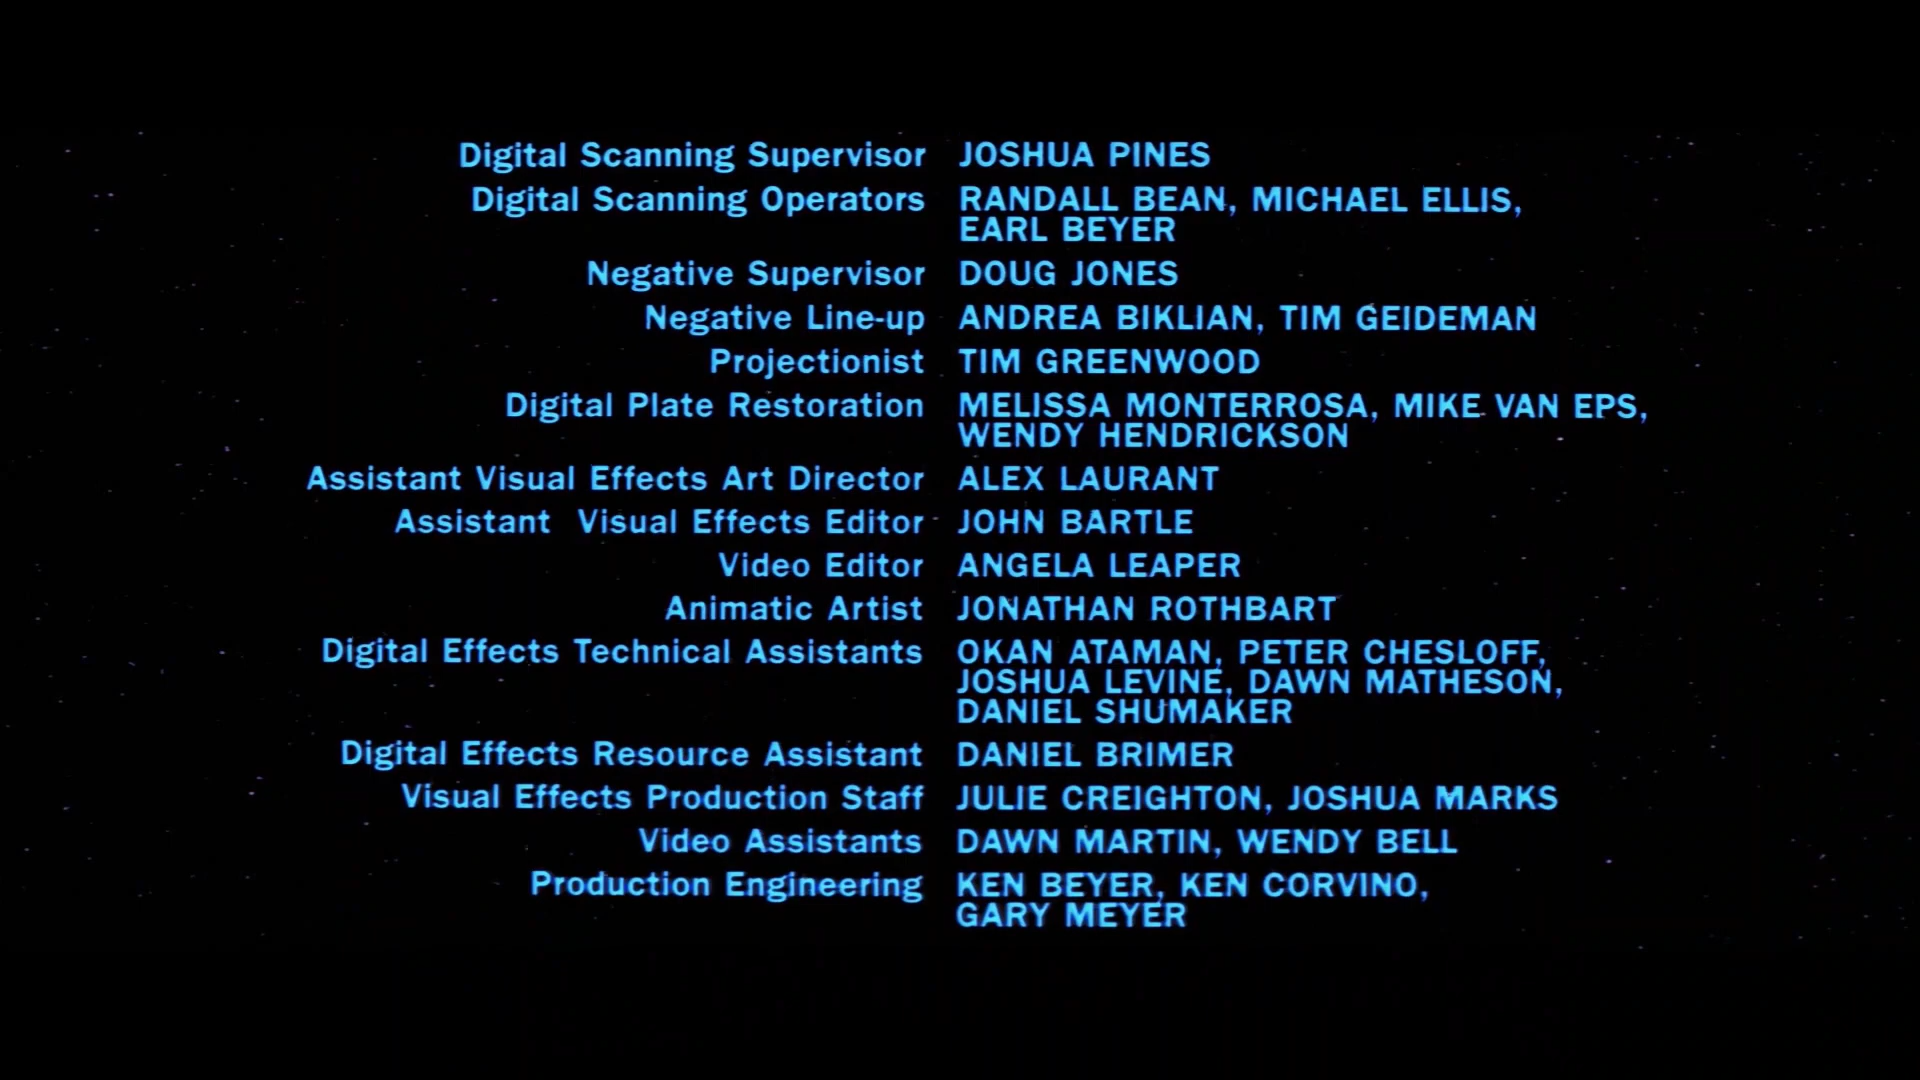 Digital Scanning Supervisor JOSHUA PINES
Digital Scanning Operators RANDALL BEAN, MICHAEL ELLIS,
EARL BEYER
Negative Supervisor DOUG JONES
Negative Line-up ANDREA BIKLIAN, TIM GEIDEMAN
Projectionist TIM GREENWOOD
Digital Plate Restoration MELISSA MONTERROSA, MIKE VAN EPS,
WENDY HENDRICKSON
Assistant Visual Effects Art Director ALEX LAURANT
Assistant Visual Effects Editor JOHN BARTLE
Video Editor ANGELA LEAPER
Animatic Artist JONATHAN ROTHBART
Digital Effects Technical Assistants OKAN ATAMAN, PETER CHESLOFF,
JOSHUA LEVINE, DAWN MATHESON,
DANIEL SHUMAKER
Digital Effects Resource Assistant DANIEL BRIMER
Visual Effects Production Staff JULIE CREIGHTON, JOSHUA MARKS
Video Assistants DAWN MARTIN, WENDY BELL
Production Engineering KEN BEYER, KEN CORVINO,
GARY MEYER